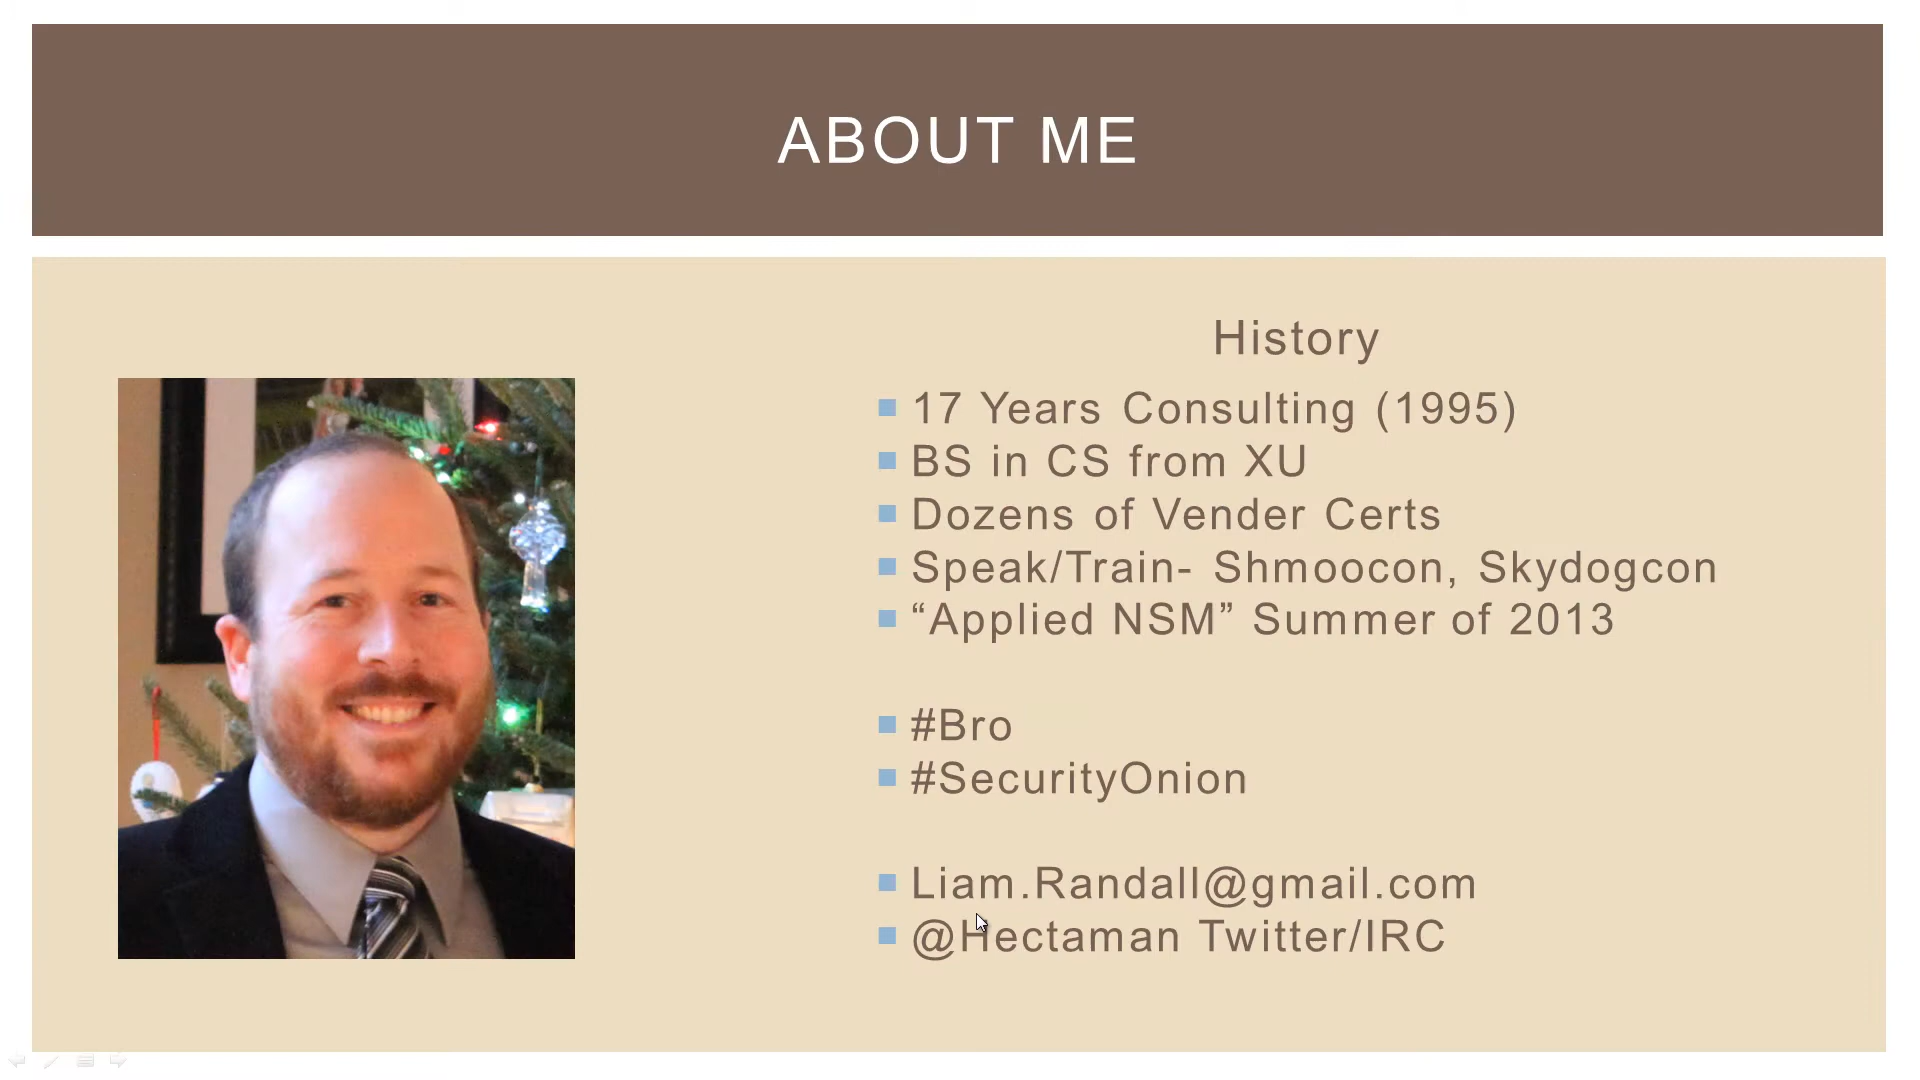 ABOUT ME
History
17 Years Consulting (1995)
BS in CS from XU
Dozens of Vender Certs
Speak/Train- Shmoocon, Skydogcon
“Applied NSM” Summer of 2013
#Bro
#SecurityOnion
Liam.Randall@gmail.com
@Hectaman Twitter/IRC